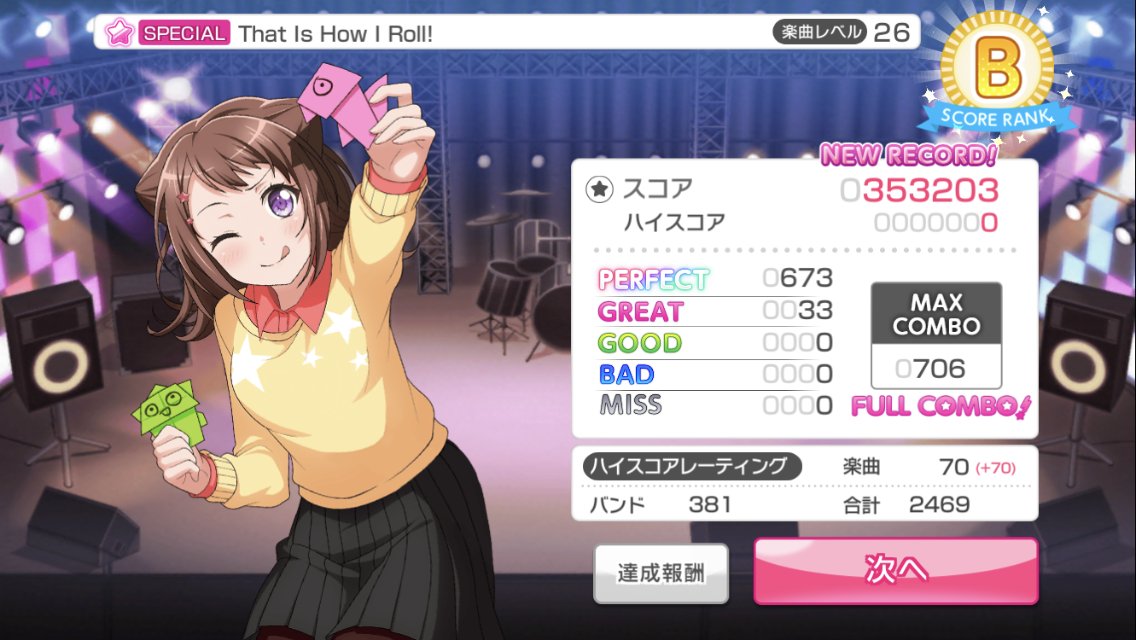 SPECIAL That Is How I Roll! 楽曲レベル 26
B
SCORE RANK
NEW RECORD!
スコア 0353203
ハイスコア 00000000
PERFECT 0673
GREAT 0033
GOOD 0000
BAD 0000
MISS 0000
MAX
COMBO
0706
FULL COMBO!
ハイスコアレーティング 楽曲 70 (+70)
バンド 381 合計 2469
達成報酬 次へ